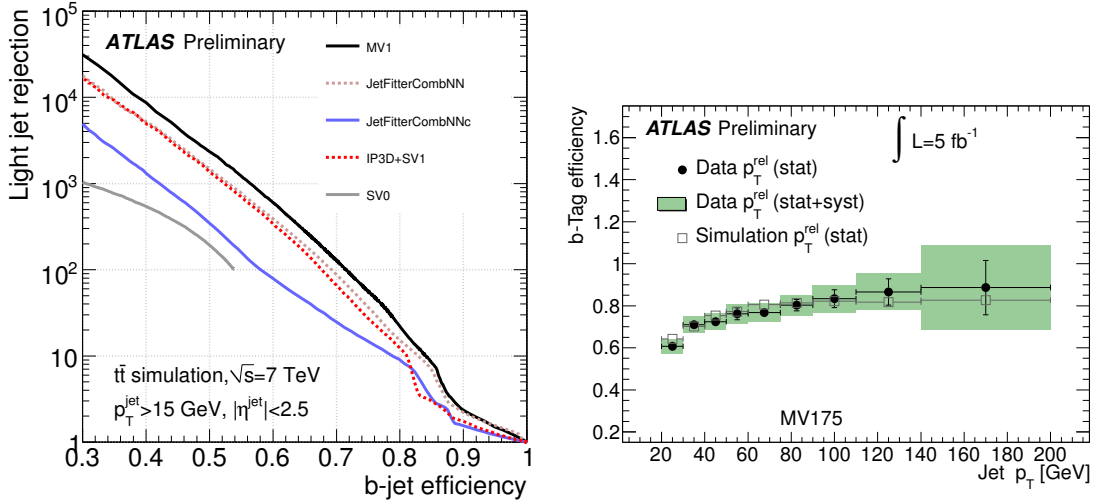 ATLAS Preliminary
MV1
JetFitterCombNN
JetFitterCombNNc
IP3D+SV1
SV0
tt̄ simulation,√s=7 TeV
p_T^jet>15 GeV, |η^jet|<2.5
Light jet rejection
10^5
10^4
10^3
10^2
10
1
0.3 0.4 0.5 0.6 0.7 0.8 0.9 1
b-jet efficiency
ATLAS Preliminary
∫ L=5 fb^-1
Data p_T^rel (stat)
Data p_T^rel (stat+syst)
Simulation p_T^rel (stat)
MV175
b-Tag efficiency
1.6
1.4
1.2
1
0.8
0.6
0.4
0.2
20 40 60 80 100 120 140 160 180 200
Jet p_T [GeV]